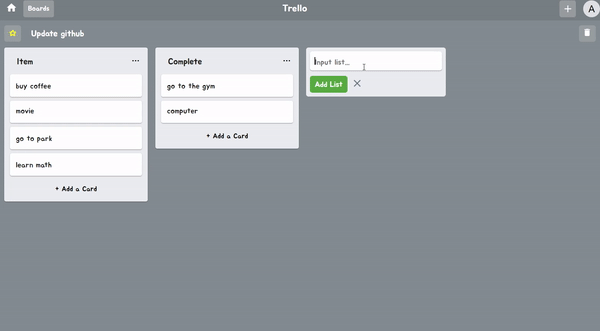 Boards
Trello
+
A
Update github
Item
...
buy coffee
movie
go to park
learn math
+ Add a Card
Complete
...
go to the gym
computer
+ Add a Card
Input list...
Add List